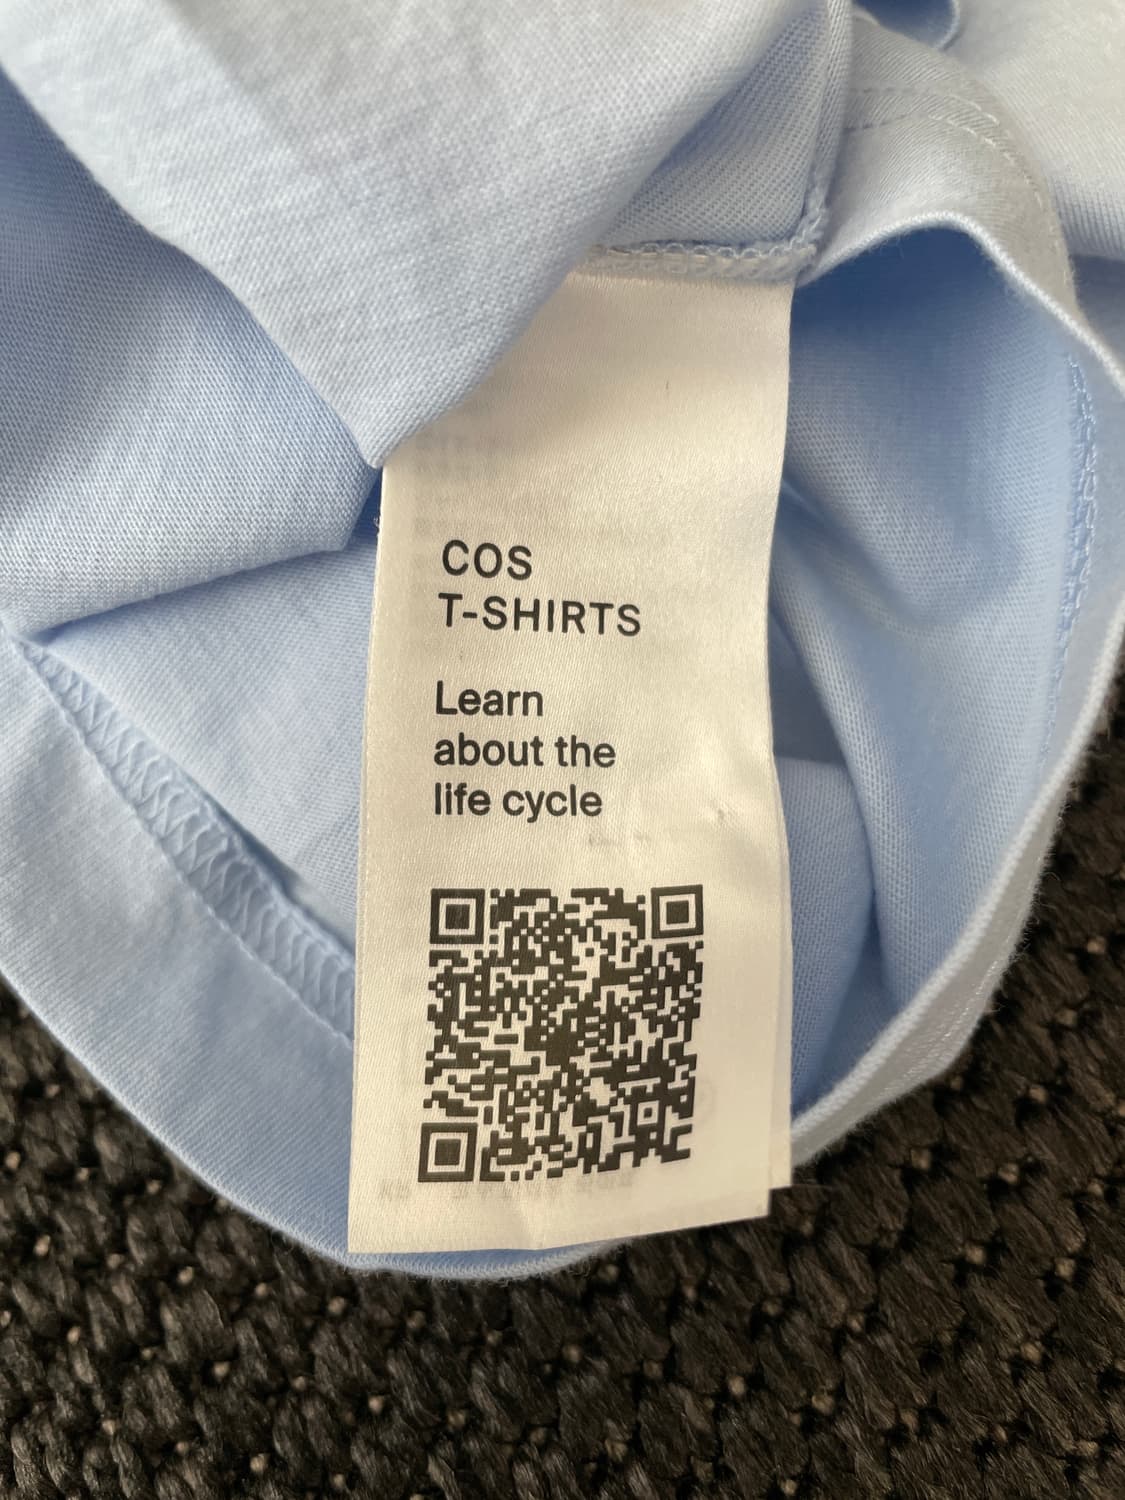 COS
T-SHIRTS
Learn
about the
life cycle